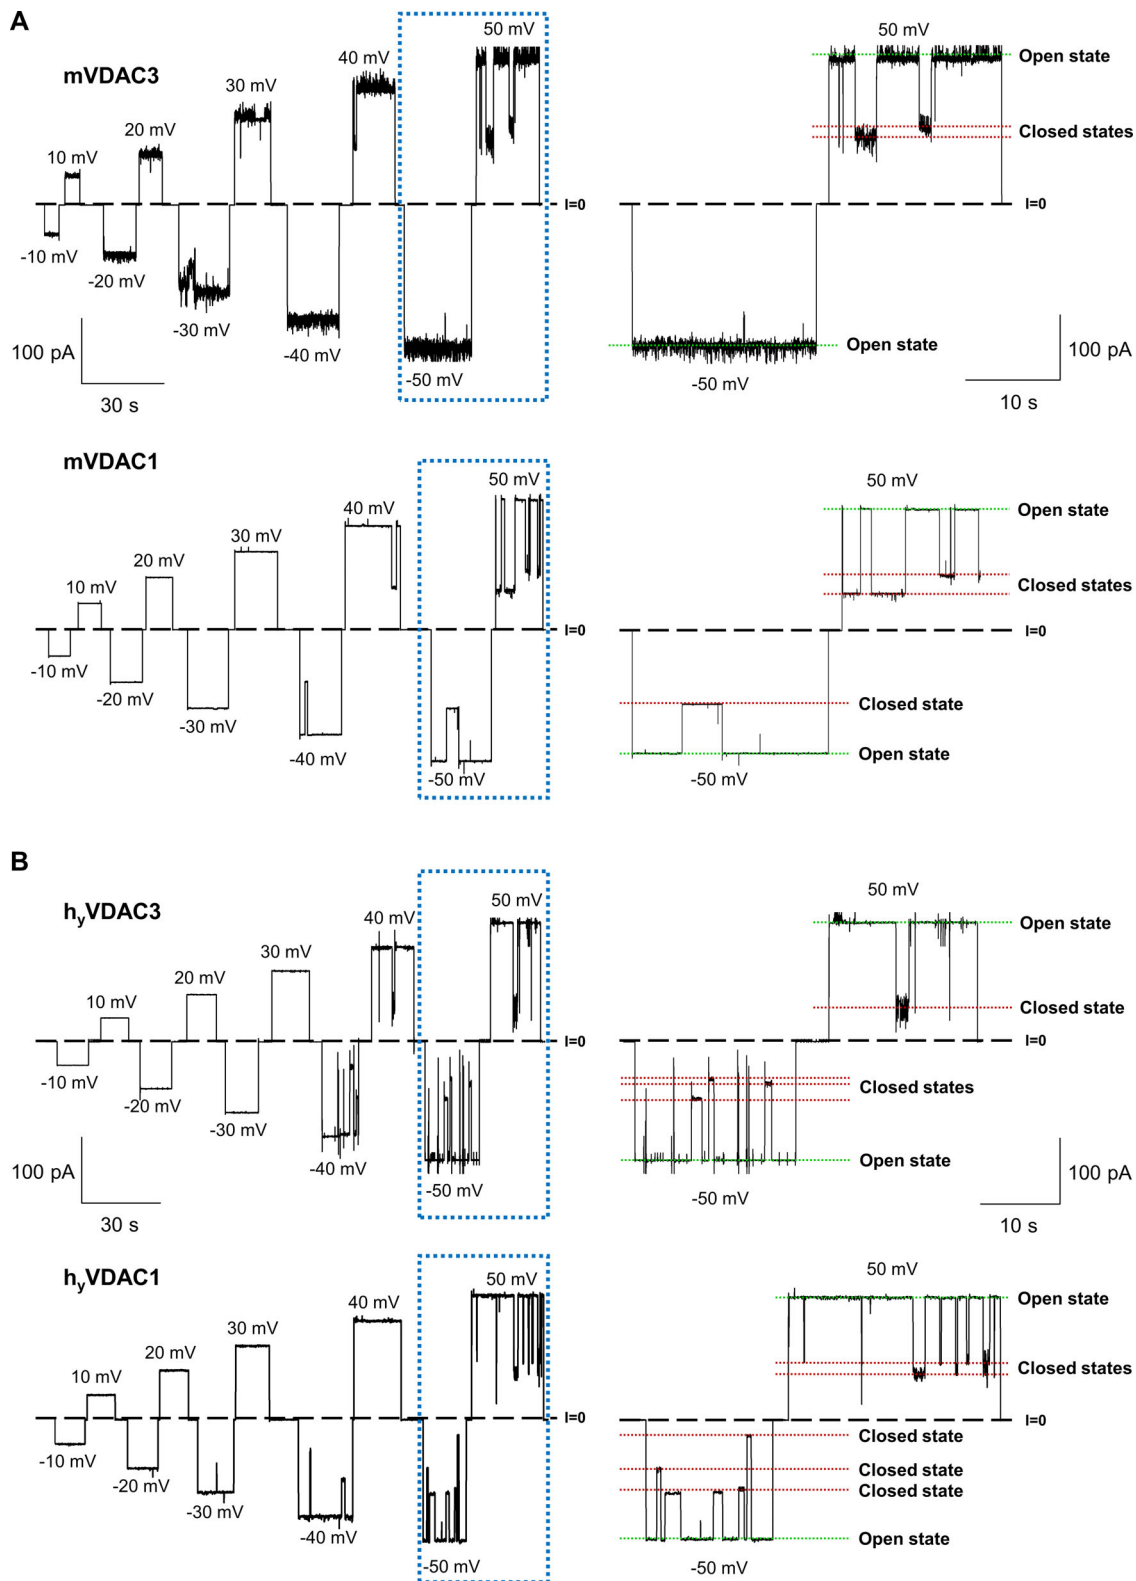 A
mVDAC3
10 mV
20 mV
30 mV
40 mV
50 mV
-10 mV
-20 mV
-30 mV
-40 mV
-50 mV
I=0
100 pA
30 s
50 mV
Open state
Closed states
I=0
Open state
-50 mV
100 pA
10 s
mVDAC1
10 mV
20 mV
30 mV
40 mV
50 mV
-10 mV
-20 mV
-30 mV
-40 mV
-50 mV
50 mV
Open state
Closed states
I=0
Closed state
Open state
-50 mV
B
hyVDAC3
10 mV
20 mV
30 mV
40 mV
50 mV
-10 mV
-20 mV
-30 mV
-40 mV
-50 mV
I=0
100 pA
30 s
50 mV
Open state
Closed state
I=0
Closed states
Open state
-50 mV
100 pA
10 s
hyVDAC1
10 mV
20 mV
30 mV
40 mV
50 mV
-10 mV
-20 mV
-30 mV
-40 mV
-50 mV
I=0
50 mV
Open state
Closed states
I=0
Closed state
Closed state
Closed state
Open state
-50 mV